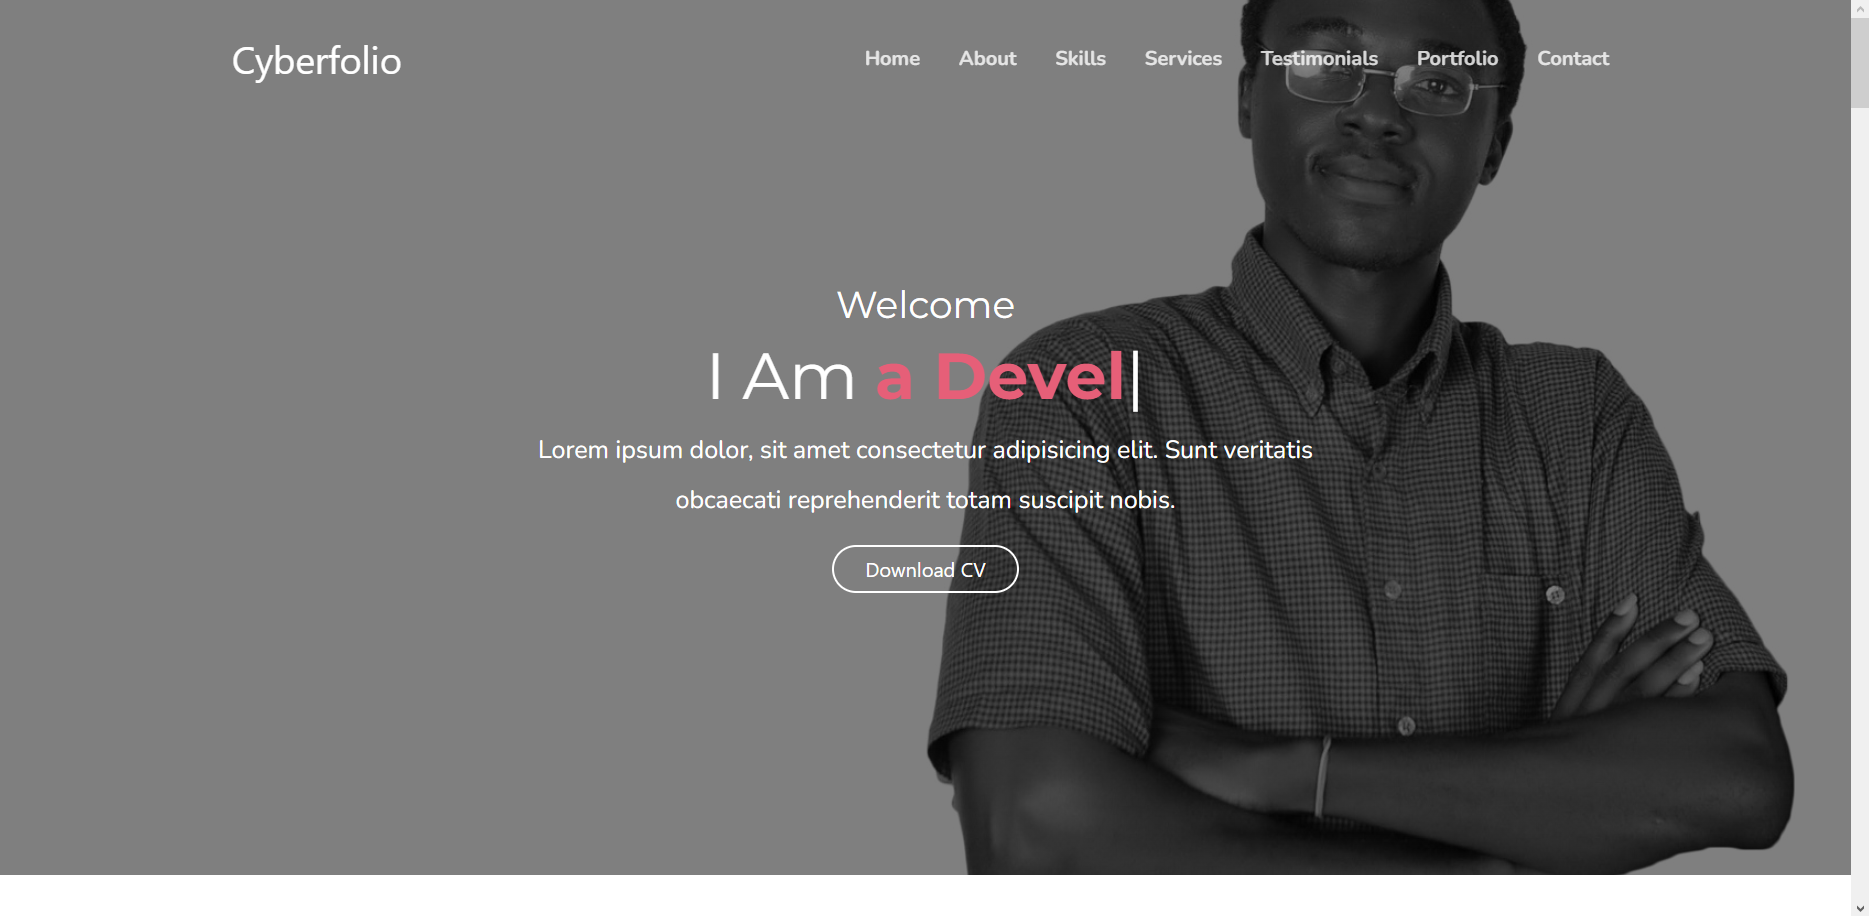 Cyberfolio
Home About Skills Services Testimonials Portfolio Contact
Welcome
I Am a Devel|
Lorem ipsum dolor, sit amet consectetur adipisicing elit. Sunt veritatis
obcaecati reprehenderit totam suscipit nobis.
Download CV